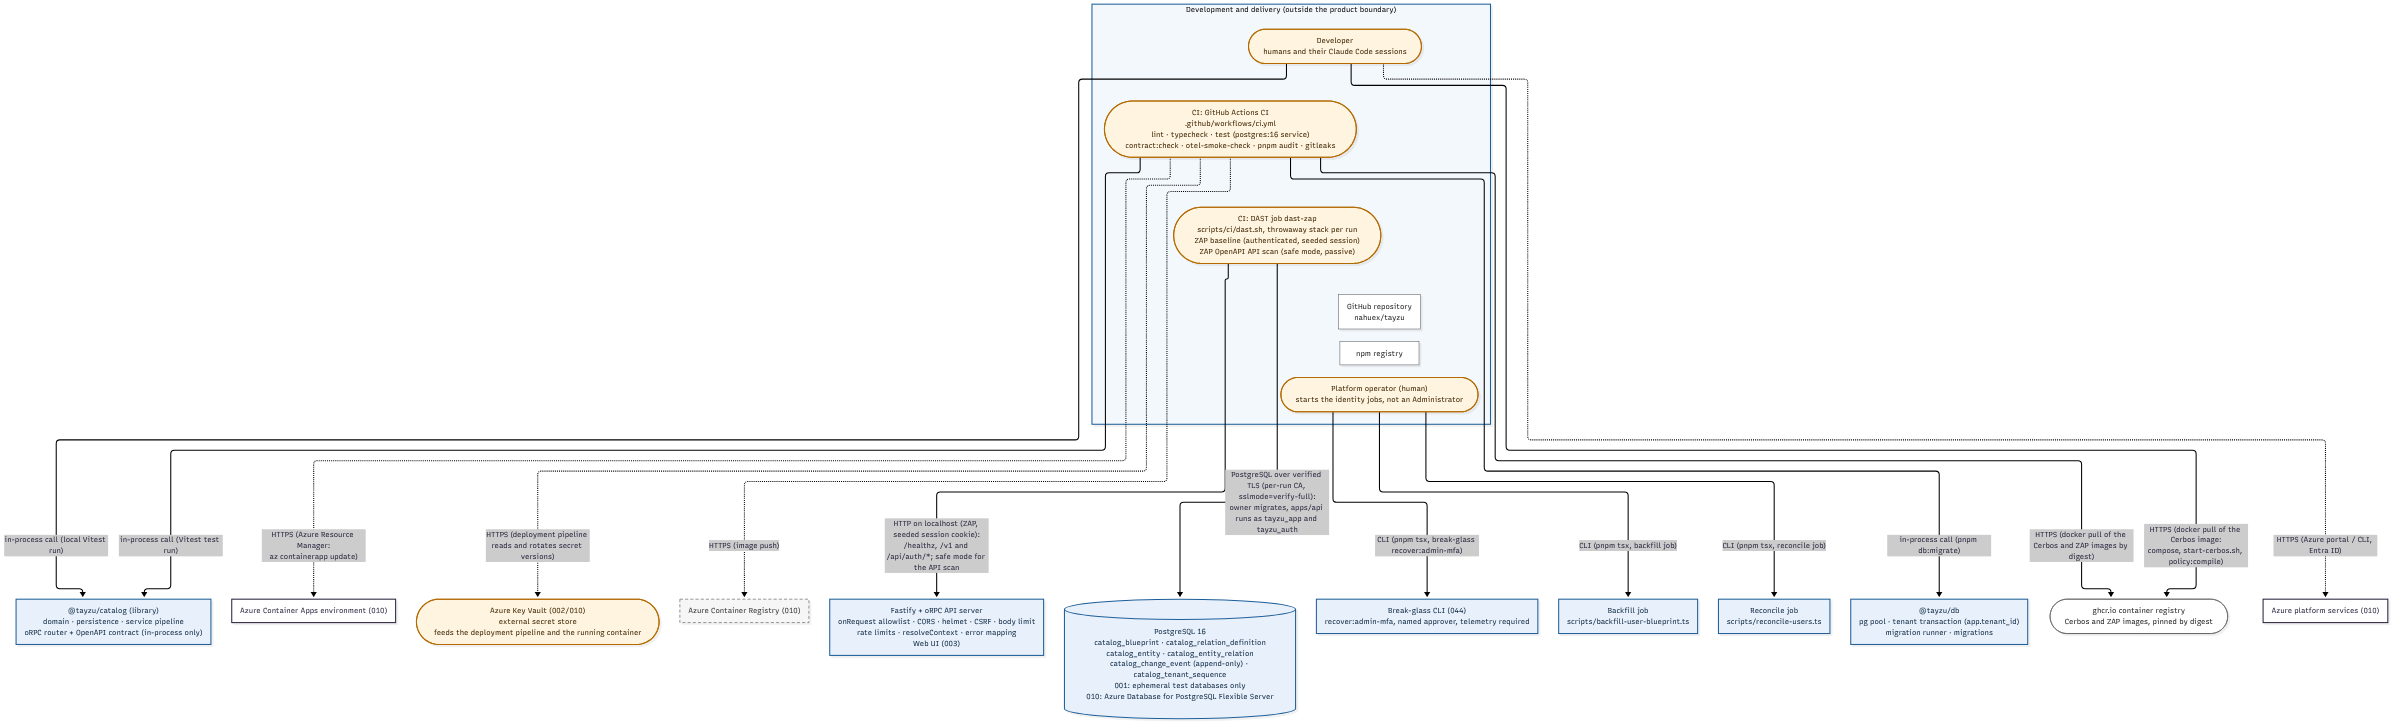 Development and delivery (outside the product boundary)
Developer
humans and their Claude Code sessions
CI: GitHub Actions CI
.github/workflows/ci.yml
lint · typecheck · test (postgres:16 service)
contract:check · otel-smoke-check · pnpm audit · gitleaks
CI: DAST job dast-zap
scripts/ci/dast.sh, throwaway stack per run
ZAP baseline (authenticated, seeded session)
ZAP OpenAPI API scan (safe mode, passive)
GitHub repository
nahuex/tayzu
npm registry
Platform operator (human)
starts the identity jobs, not an Administrator
in-process call (local Vitest
run)
in-process call (Vitest test
run)
HTTPS (Azure Resource
Manager:
az containerapp update)
HTTPS (deployment pipeline
reads and rotates secret
versions)
HTTPS (image push)
HTTP on localhost (ZAP,
seeded session cookie):
/healthz, /v1 and
/api/auth/*; safe mode for
the API scan
PostgreSQL over verified
TLS (per-run CA,
sslmode=verify-full):
owner migrates, apps/api
runs as tayzu_app and
tayzu_auth
CLI (pnpm tsx, break-glass
recover:admin-mfa)
CLI (pnpm tsx, backfill job)
CLI (pnpm tsx, reconcile job)
in-process call (pnpm
db:migrate)
HTTPS (docker pull of the
Cerbos and ZAP images by
digest)
HTTPS (docker pull of the
Cerbos image:
compose, start-cerbos.sh,
policy:compile)
HTTPS (Azure portal / CLI,
Entra ID)
@tayzu/catalog (library)
domain · persistence · service pipeline
oRPC router + OpenAPI contract (in-process only)
Azure Container Apps environment (010)
Azure Key Vault (002/010)
external secret store
feeds the deployment pipeline and the running container
Azure Container Registry (010)
Fastify + oRPC API server
onRequest allowlist · CORS · helmet · CSRF · body limit
rate limits · resolveContext · error mapping
Web UI (003)
PostgreSQL 16
catalog_blueprint · catalog_relation_definition
catalog_entity · catalog_entity_relation
catalog_change_event (append-only) ·
catalog_tenant_sequence
001: ephemeral test databases only
010: Azure Database for PostgreSQL Flexible Server
Break-glass CLI (044)
recover:admin-mfa, named approver, telemetry required
Backfill job
scripts/backfill-user-blueprint.ts
Reconcile job
scripts/reconcile-users.ts
@tayzu/db
pg pool · tenant transaction (app.tenant_id)
migration runner · migrations
ghcr.io container registry
Cerbos and ZAP images, pinned by digest
Azure platform services (010)